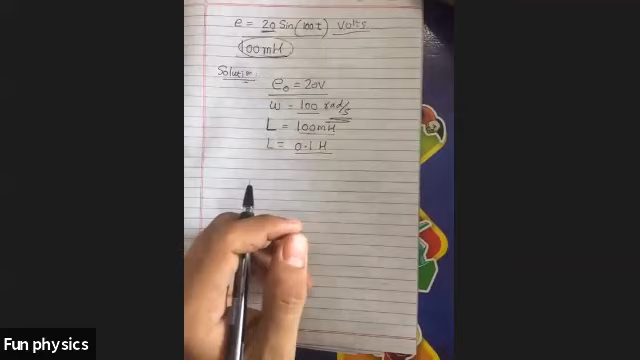 e = 20 Sin(100t) Volts
100mH
Solution:
e₀ = 20V
ω = 100 rad/s
L = 100mH
L = 0.1 H
Fun physics